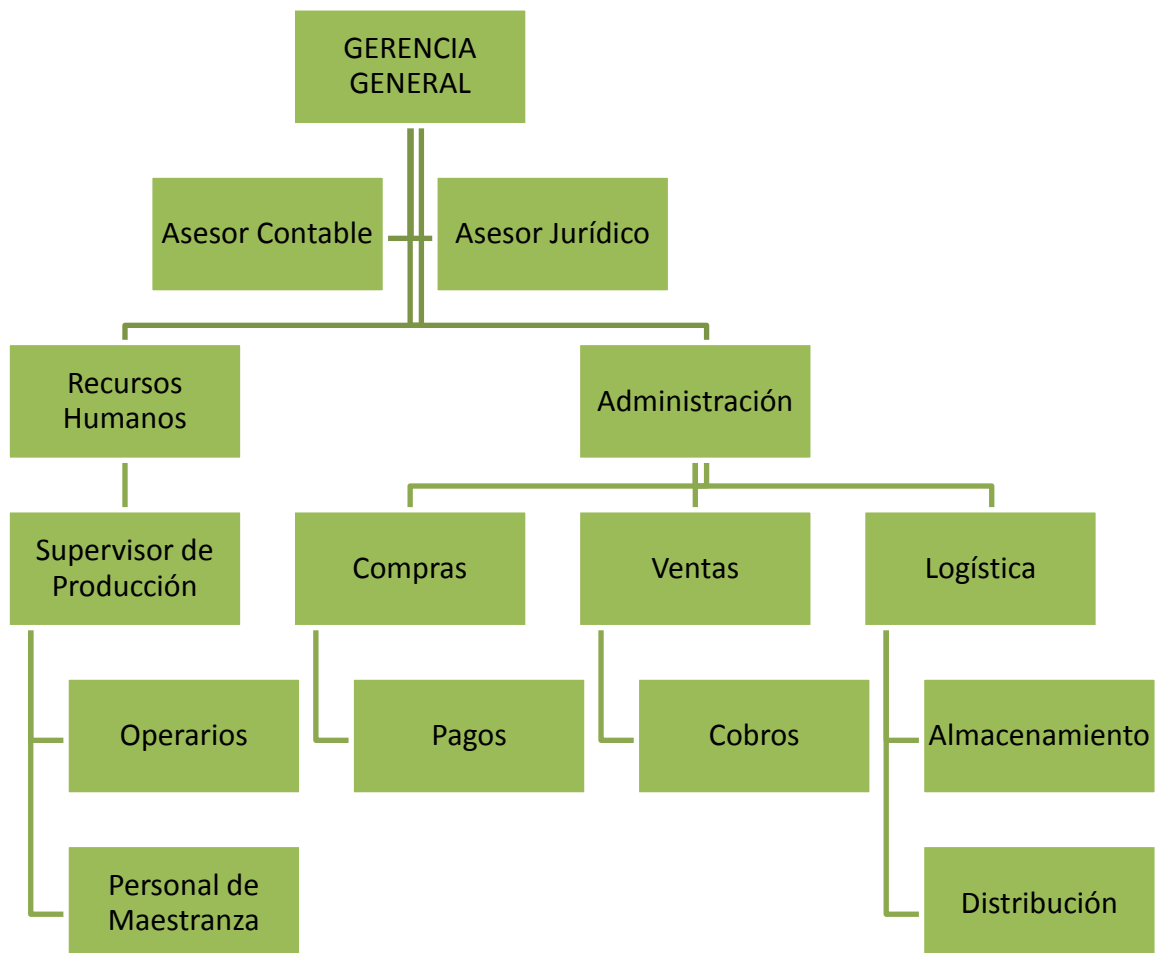 GERENCIA
GENERAL
Asesor Contable
Asesor Jurídico
Recursos
Humanos
Administración
Supervisor de
Producción
Compras
Ventas
Logística
Operarios
Pagos
Cobros
Almacenamiento
Personal de
Maestranza
Distribución